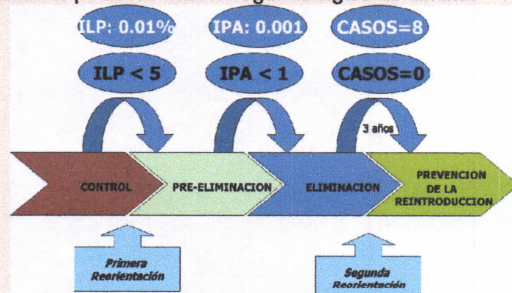 ILP: 0.01%
IPA: 0.001
CASOS=8
ILP < 5
IPA < 1
CASOS=0
3 años
CONTROL
PRE-ELIMINACION
ELIMINACION
PREVENCION
DE LA
REINTRODUCCION
Primera
Reorientación
Segunda
Reorientación